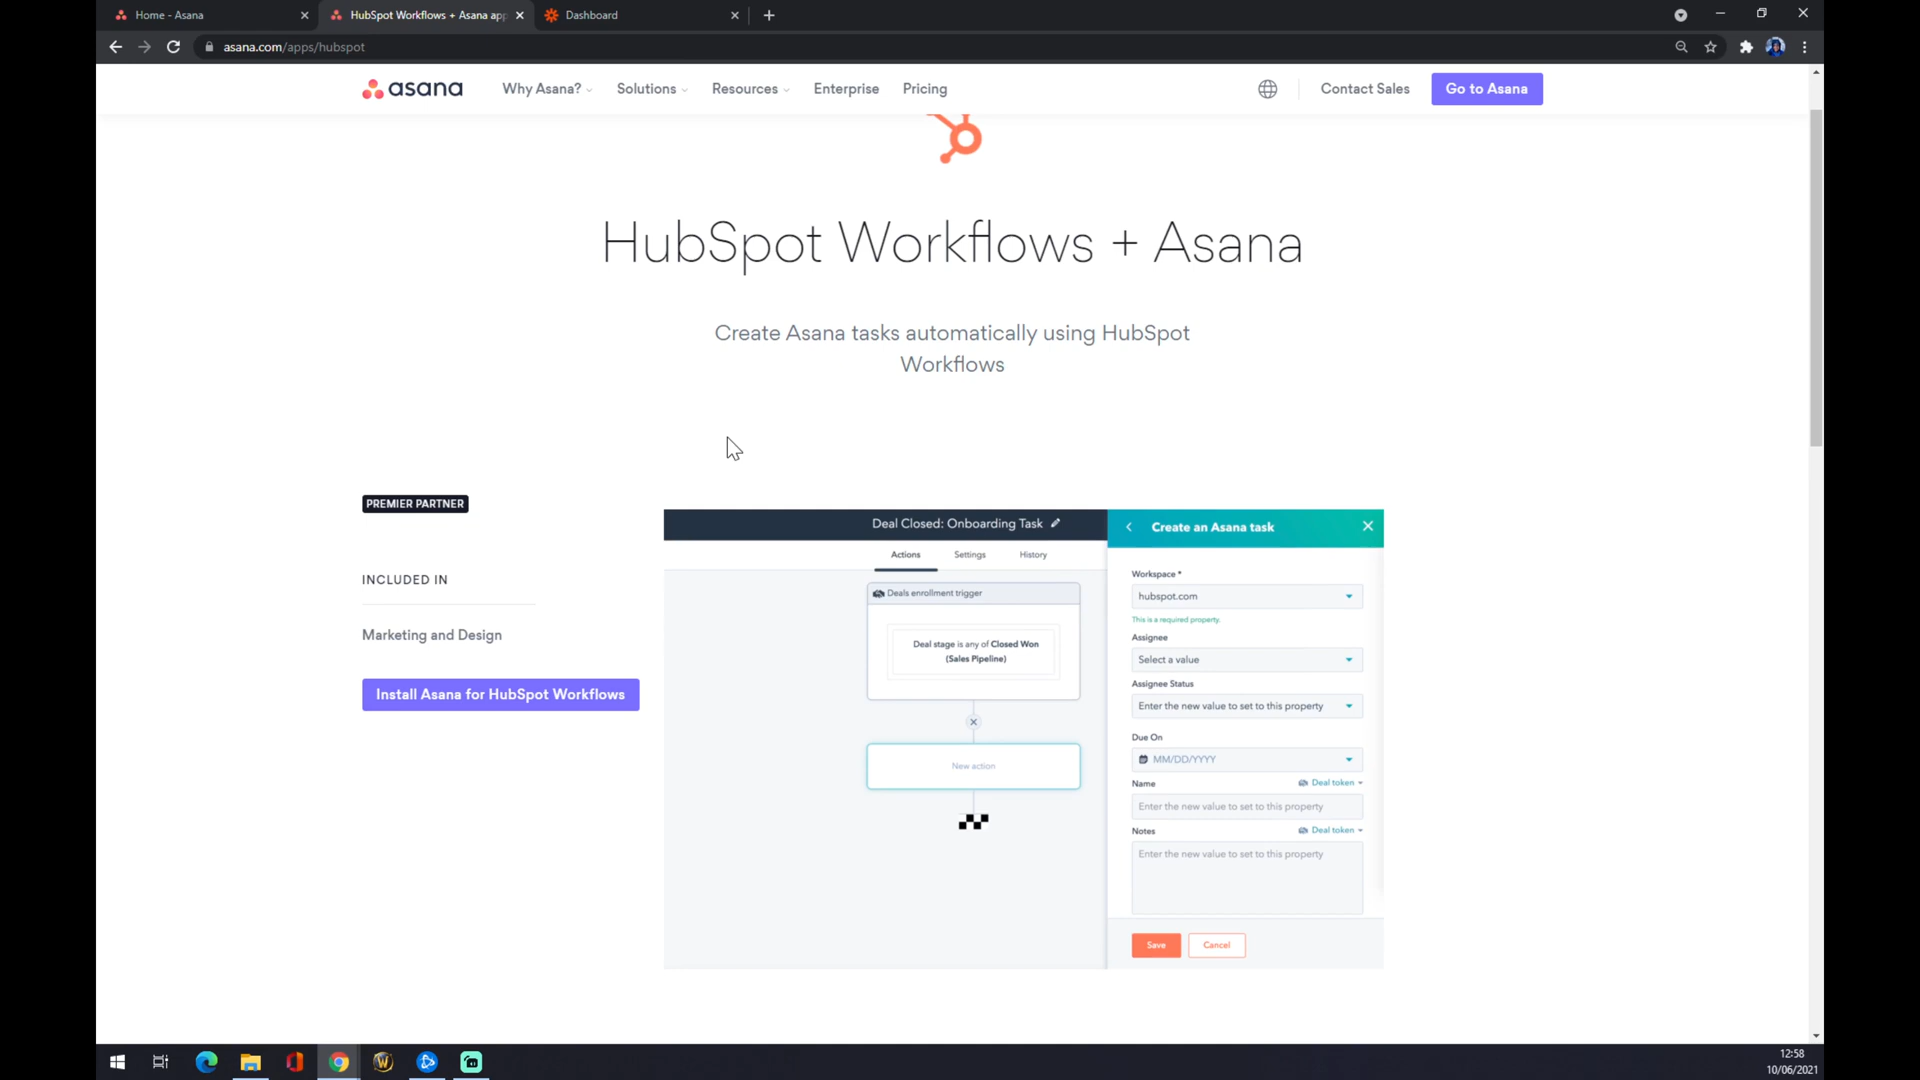 Home - Asana
HubSpot Workflows + Asana app
Dashboard
asana.com/apps/hubspot
asana
Why Asana?
Solutions
Resources
Enterprise
Pricing
Contact Sales
Go to Asana
HubSpot Workflows + Asana
Create Asana tasks automatically using HubSpot
Workflows
PREMIER PARTNER
INCLUDED IN
Marketing and Design
Install Asana for HubSpot Workflows
Deal Closed: Onboarding Task
Actions
Settings
History
Deals enrollment trigger
Deal stage is any of Closed Won
(Sales Pipeline)
New action
Create an Asana task
Workspace *
hubspot.com
This is a required property.
Assignee
Select a value
Assignee Status
Enter the new value to set to this property
Due On
MM/DD/YYYY
Name
Deal token
Enter the new value to set to this property
Notes
Deal token
Enter the new value to set to this property
Save
Cancel
12:58
10/06/2021